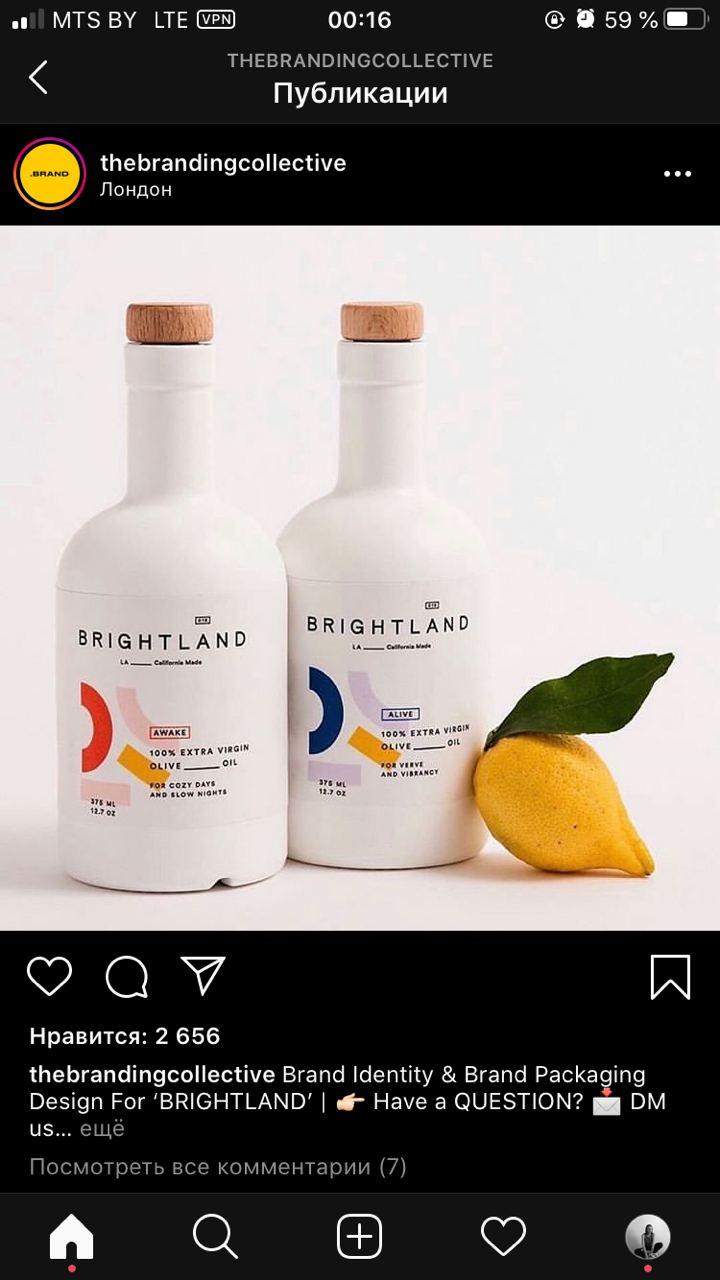 MTS BY LTE VPN 00:16 59 %
THEBRANDINGCOLLECTIVE
Публикации
.BRAND
thebrandingcollective
Лондон
BRIGHTLAND
LA California Made
AWAKE
100% EXTRA VIRGIN
OLIVE OIL
FOR COZY DAYS
AND SLOW NIGHTS
375 ML
12.7 OZ
BRIGHTLAND
LA California Made
ALIVE
100% EXTRA VIRGIN
OLIVE OIL
FOR VERVE
AND VIBRANCY
375 ML
12.7 OZ
Нравится: 2 656
thebrandingcollective Brand Identity & Brand Packaging
Design For ‘BRIGHTLAND’ | 👉🏻 Have a QUESTION? 📩 DM
us... ещё
Посмотреть все комментарии (7)